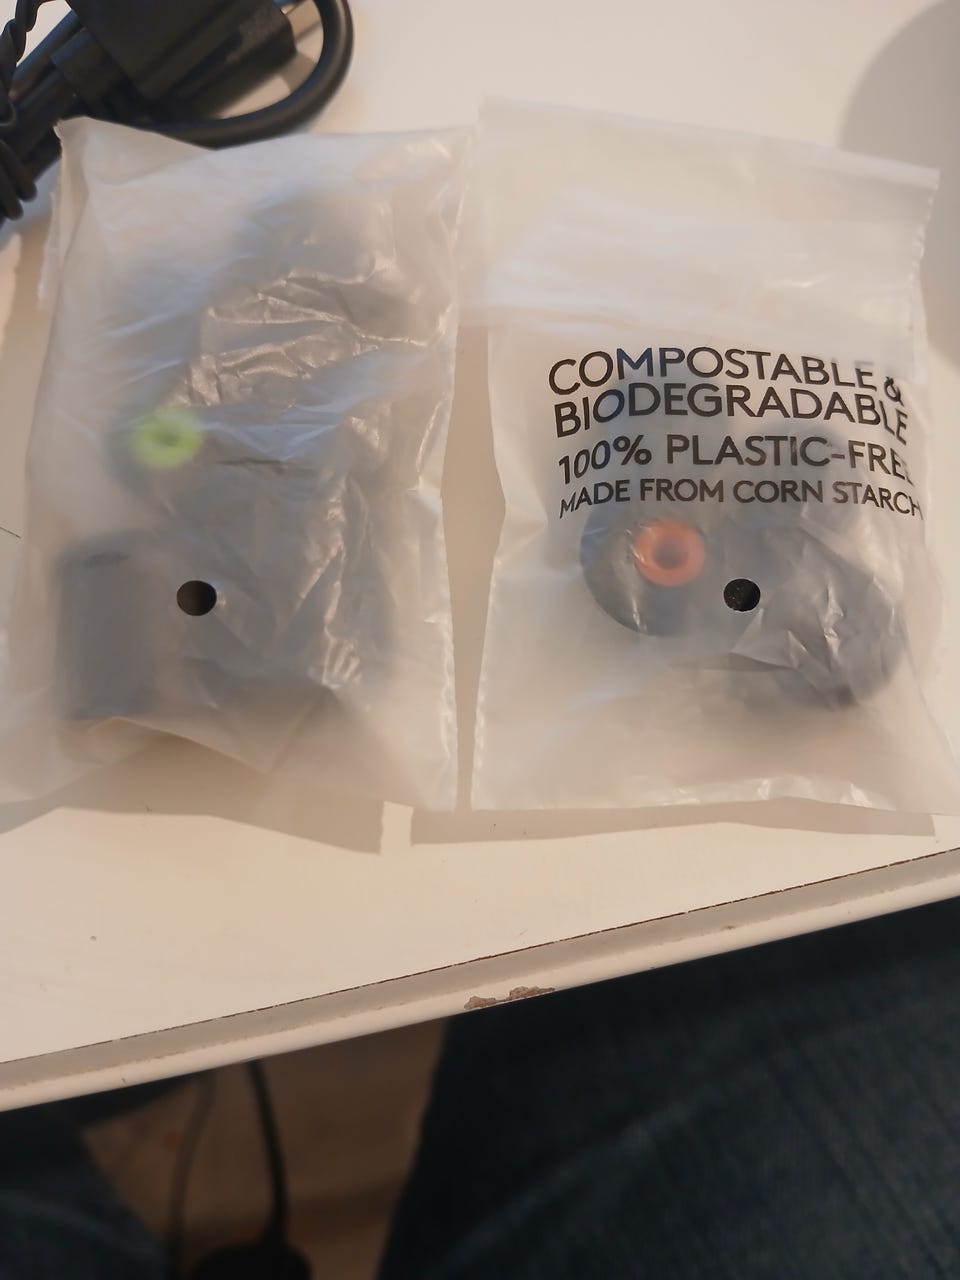 COMPOSTABLE &
BIODEGRADABLE
100% PLASTIC-FREE
MADE FROM CORN STARCH